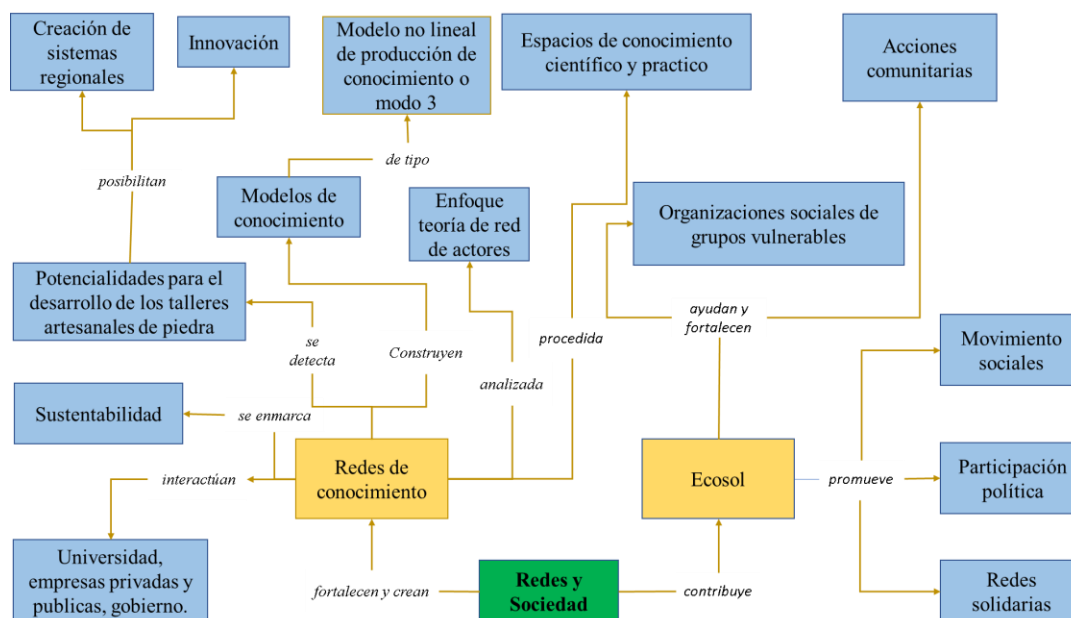 Creación de
sistemas
regionales
Innovación
Modelo no lineal
de producción de
conocimiento o
modo 3
Espacios de conocimiento
científico y practico
Acciones
comunitarias
posibilitan
de tipo
Modelos de
conocimiento
Enfoque
teoría de red
de actores
Organizaciones sociales de
grupos vulnerables
Potencialidades para el
desarrollo de los talleres
artesanales de piedra
se
detecta
Construyen
analizada
procedida
ayudan y
fortalecen
Movimiento
sociales
Sustentabilidad
se enmarca
interactúan
Redes de
conocimiento
Ecosol
promueve
Participación
política
Universidad,
empresas privadas y
publicas, gobierno.
fortalecen y crean
Redes y
Sociedad
contribuye
Redes
solidarias